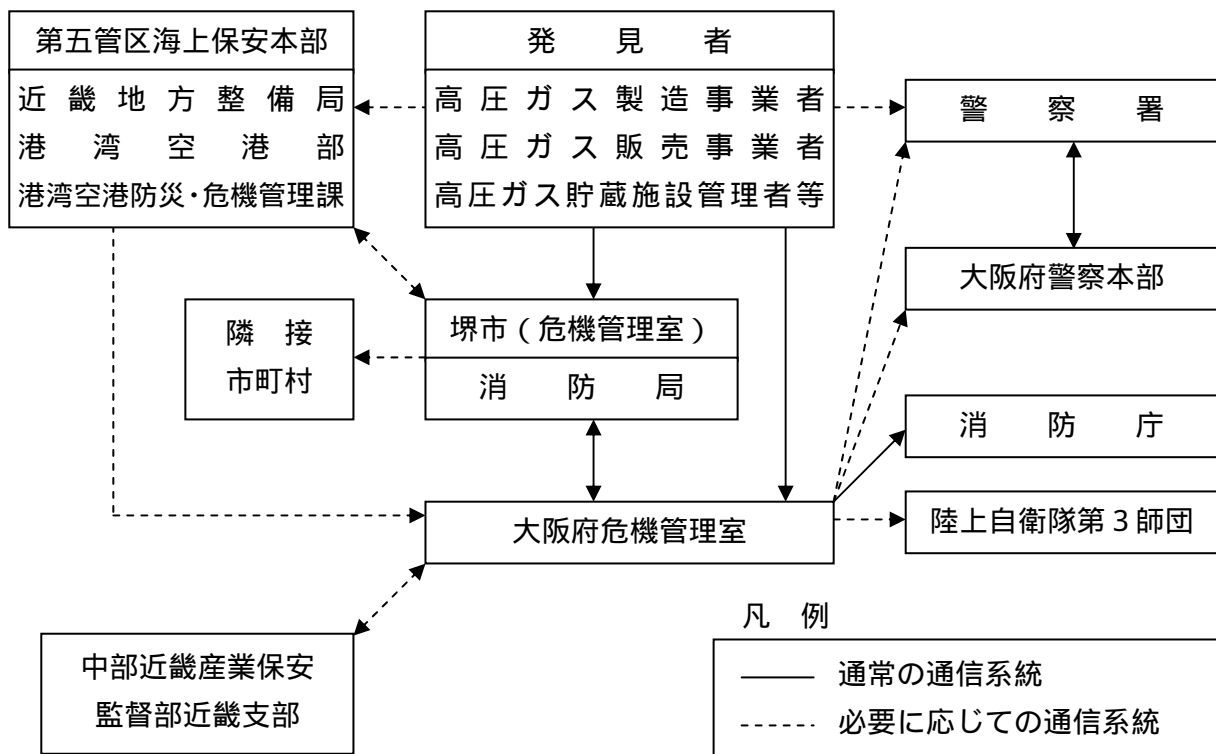 第五管区海上保安本部
近畿地方整備局
港湾空港部
港湾空港防災・危機管理課
発見者
高圧ガス製造事業者
高圧ガス販売事業者
高圧ガス貯蔵施設管理者等
警察署
大阪府警察本部
隣接
市町村
堺市（危機管理室）
消防局
消防庁
大阪府危機管理室
陸上自衛隊第３師団
中部近畿産業保安
監督部近畿支部
凡例
通常の通信系統
必要に応じての通信系統